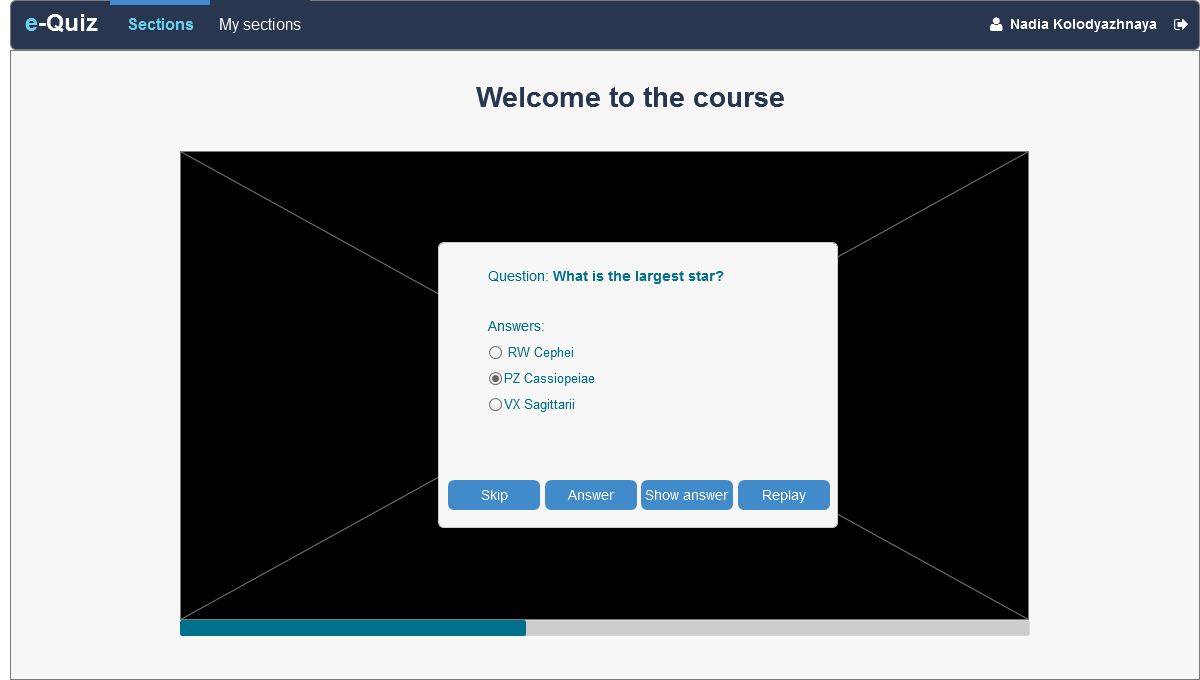 e-Quiz Sections My sections Nadia Kolodyazhnaya
Welcome to the course
Question: What is the largest star?
Answers:
RW Cephei
PZ Cassiopeiae
VX Sagittarii
Skip Answer Show answer Replay